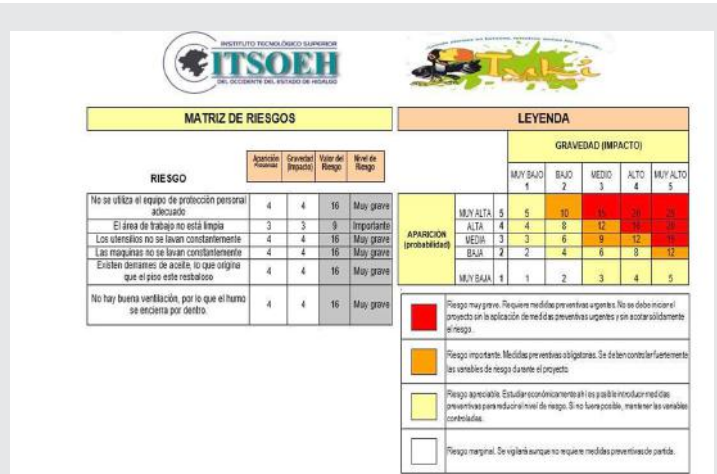 INSTITUTO TECNOLÓGICO SUPERIOR
ITSOEH
DEL OCCIDENTE DEL ESTADO DE HIDALGO
Tuki
MATRIZ DE RIESGOS
RIESGO
Aparición
Gravedad (Impacto)
Valor del Riesgo
Nivel de Riesgo
No se utiliza el equipo de protección personal
adecuado
4 4 16 Muy grave
El área de trabajo no está limpia 3 3 9 Importante
Los utensilios no se lavan constantemente 4 4 16 Muy grave
Las maquinas no se lavan constantemente 4 4 16 Muy grave
Existen derrames de aceite, lo que origina
que el piso este resbaloso
4 4 16 Muy grave
No hay buena ventilación, por lo que el humo
se encierra por dentro.
4 4 16 Muy grave
LEYENDA
GRAVEDAD (IMPACTO)
MUY BAJO 1
BAJO 2
MEDIO 3
ALTO 4
MUY ALTO 5
APARICIÓN
(probabilidad)
MUY ALTA 5 5 10 15 20 25
ALTA 4 4 8 12 16 20
MEDIA 3 3 6 9 12 15
BAJA 2 2 4 6 8 12
MUY BAJA 1 1 2 3 4 5
Riesgo muy grave. Requiere medidas preventivas urgentes. No se debe iniciar el
proyecto sin la aplicación de medidas preventivas urgentes y sin acotar sólidamente
el riesgo.
Riesgo importante. Medidas preventivas obligatorias. Se deben controlar fuertemente
las variables de riesgo durante el proyecto.
Riesgo apreciable. Estudiar económicamente si es posible introducir medidas
preventivas para reducir el nivel de riesgo. Si no fuera posible, mantener las variables
controladas.
Riesgo marginal. Se vigilará aunque no requiere medidas preventivas de partida.